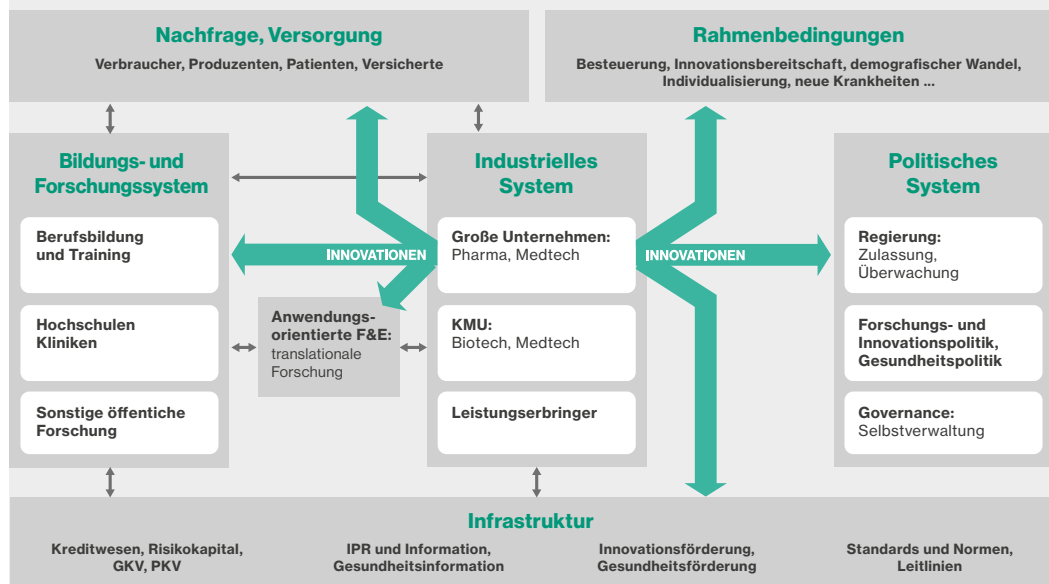 Nachfrage, Versorgung
Verbraucher, Produzenten, Patienten, Versicherte
Rahmenbedingungen
Besteuerung, Innovationsbereitschaft, demografischer Wandel,
Individualisierung, neue Krankheiten ...
Bildungs- und
Forschungssystem
Berufsbildung
und Training
Hochschulen
Kliniken
Sonstige öffentiche
Forschung
INNOVATIONEN
Anwendungs-
orientierte F&E:
translationale
Forschung
Industrielles
System
Große Unternehmen:
Pharma, Medtech
KMU:
Biotech, Medtech
Leistungserbringer
INNOVATIONEN
Politisches
System
Regierung:
Zulassung,
Überwachung
Forschungs- und
Innovationspolitik,
Gesundheitspolitik
Governance:
Selbstverwaltung
Infrastruktur
Kreditwesen, Risikokapital,
GKV, PKV
IPR und Information,
Gesundheitsinformation
Innovationsförderung,
Gesundheitsförderung
Standards und Normen,
Leitlinien